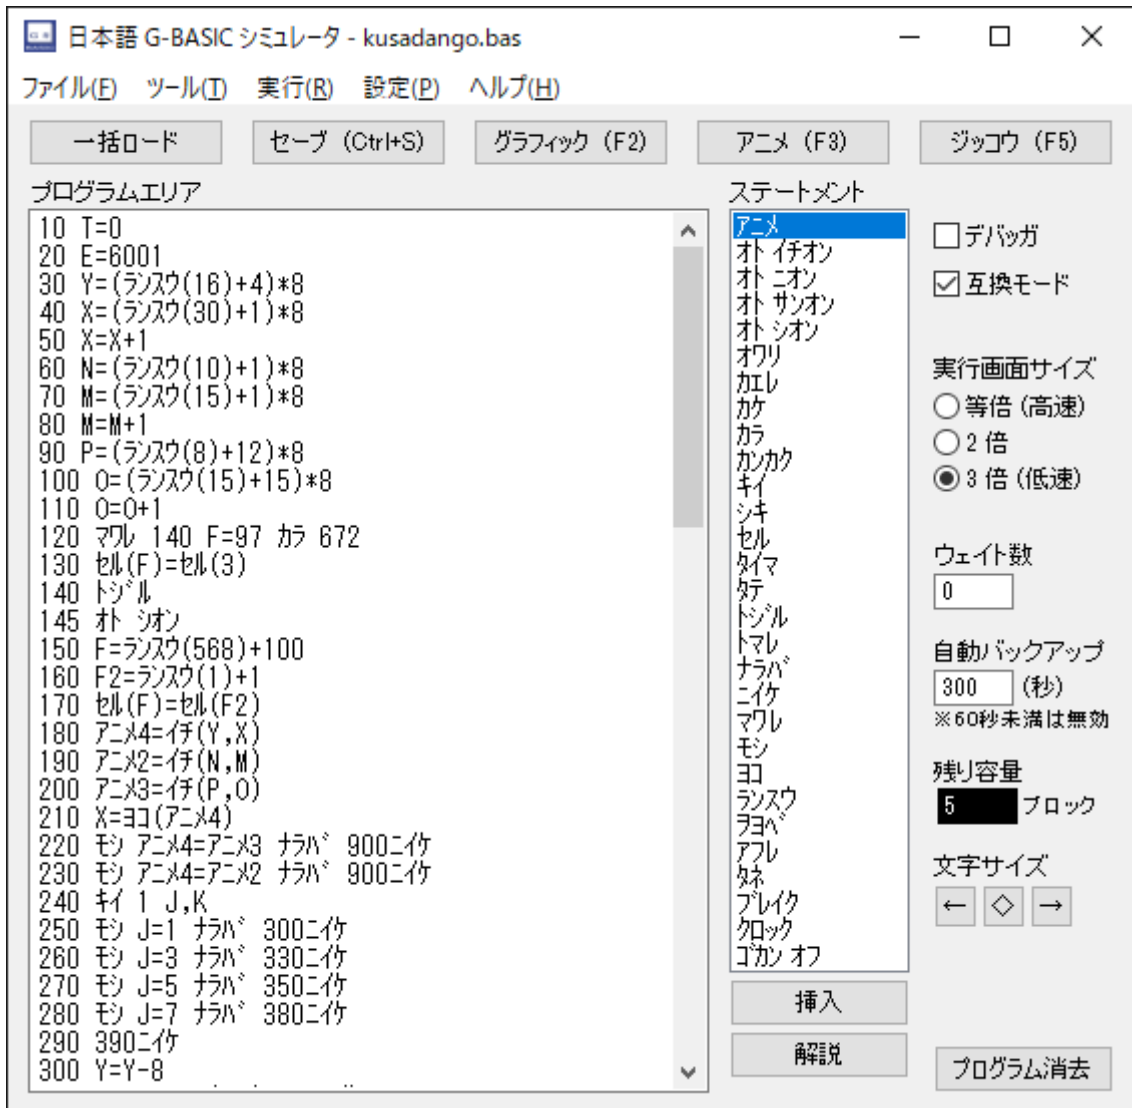 日本語 G-BASIC シミュレータ - kusadango.bas
ファイル(F) ツール(T) 実行(R) 設定(P) ヘルプ(H)
一括ロード セーブ (Ctrl+S) グラフィック (F2) アニメ (F3) ジッコウ (F5)
プログラムエリア
10 T=0
20 E=6001
30 Y=(ランスウ(16)+4)*8
40 X=(ランスウ(30)+1)*8
50 X=X+1
60 N=(ランスウ(10)+1)*8
70 M=(ランスウ(15)+1)*8
80 M=M+1
90 P=(ランスウ(8)+12)*8
100 O=(ランスウ(15)+15)*8
110 O=O+1
120 マワレ 140 F=97 カラ 672
130 セル(F)=セル(3)
140 トジル
145 オト シオン
150 F=ランスウ(568)+100
160 F2=ランスウ(1)+1
170 セル(F)=セル(F2)
180 アニメ4=イチ(Y,X)
190 アニメ2=イチ(N,M)
200 アニメ3=イチ(P,O)
210 X=ヨコ(アニメ4)
220 モシ アニメ4=アニメ3 ナラバ 900ニイケ
230 モシ アニメ4=アニメ2 ナラバ 900ニイケ
240 キイ 1 J,K
250 モシ J=1 ナラバ 300ニイケ
260 モシ J=3 ナラバ 330ニイケ
270 モシ J=5 ナラバ 350ニイケ
280 モシ J=7 ナラバ 380ニイケ
290 390ニイケ
300 Y=Y-8
ステートメント
アニメ
オト イチオン
オト ニオン
オト サンオン
オト シオン
オワリ
カエレ
カケ
カラ
カンカク
キイ
シキ
セル
タイマ
タテ
トジル
トマレ
ナラバ
ニイケ
マワレ
モシ
ヨコ
ランスウ
ヲヨベ
アフレ
タネ
ブレイク
クロック
ゴカン オフ
挿入
解説
デバッガ
互換モード
実行画面サイズ
等倍 (高速)
2 倍
3 倍 (低速)
ウェイト数
0
自動バックアップ
300 (秒)
※60秒未満は無効
残り容量
5 ブロック
文字サイズ
← ◇ →
プログラム消去